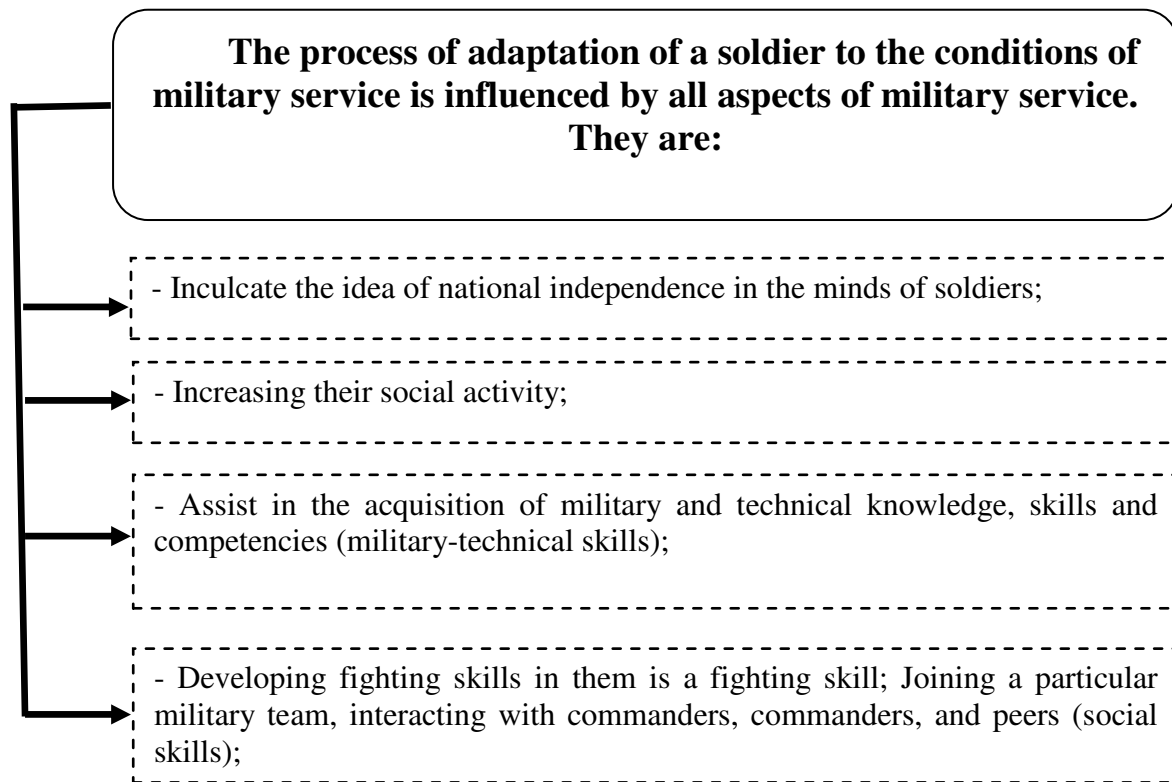 The process of adaptation of a soldier to the conditions of
military service is influenced by all aspects of military service.
They are:
- Inculcate the idea of national independence in the minds of soldiers;
- Increasing their social activity;
- Assist in the acquisition of military and technical knowledge, skills and
competencies (military-technical skills);
- Developing fighting skills in them is a fighting skill; Joining a particular
military team, interacting with commanders, commanders, and peers (social
skills);